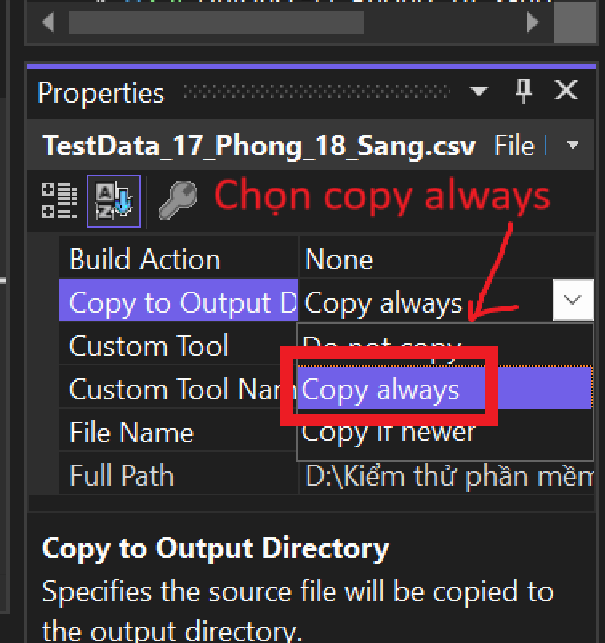 Properties
TestData_17_Phong_18_Sang.csv File
Chọn copy always
Build Action None
Copy to Output D Copy always
Custom Tool Do not copy
Custom Tool Nam Copy always
File Name Copy if newer
Full Path D:\Kiểm thử phần mềm
Copy to Output Directory
Specifies the source file will be copied to
the output directory.